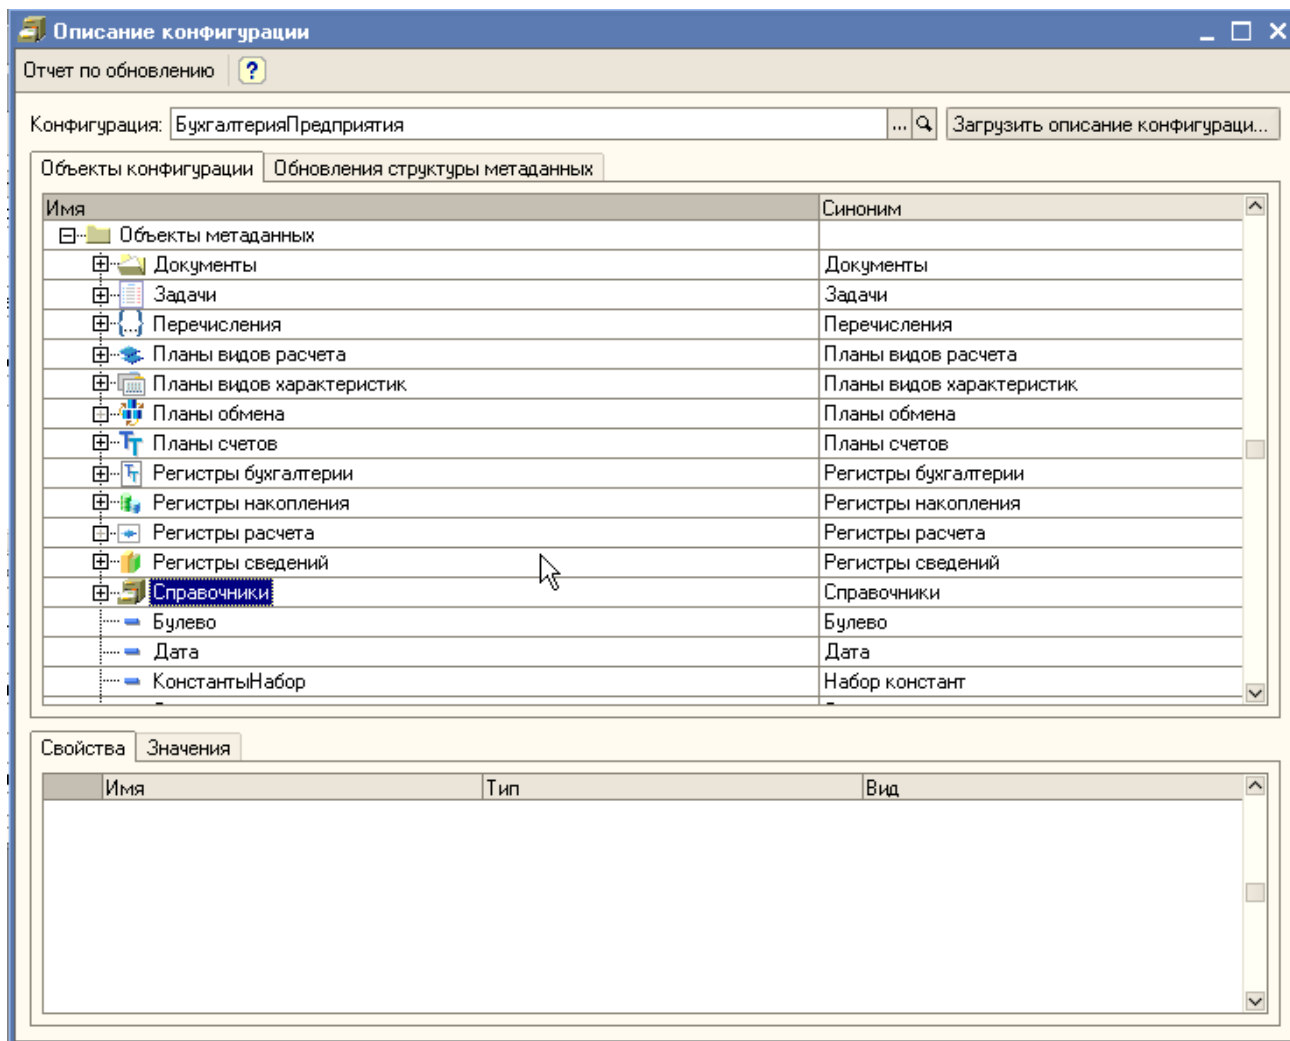 Описание конфигурации
Отчет по обновлению ?
Конфигурация: БухгалтерияПредприятия ... Загрузить описание конфигураци...
Объекты конфигурации Обновления структуры метаданных
Имя Синоним
Объекты метаданных
Документы Документы
Задачи Задачи
Перечисления Перечисления
Планы видов расчета Планы видов расчета
Планы видов характеристик Планы видов характеристик
Планы обмена Планы обмена
Планы счетов Планы счетов
Регистры бухгалтерии Регистры бухгалтерии
Регистры накопления Регистры накопления
Регистры расчета Регистры расчета
Регистры сведений Регистры сведений
Справочники Справочники
Булево Булево
Дата Дата
КонстантыНабор Набор констант
Свойства Значения
Имя Тип Вид